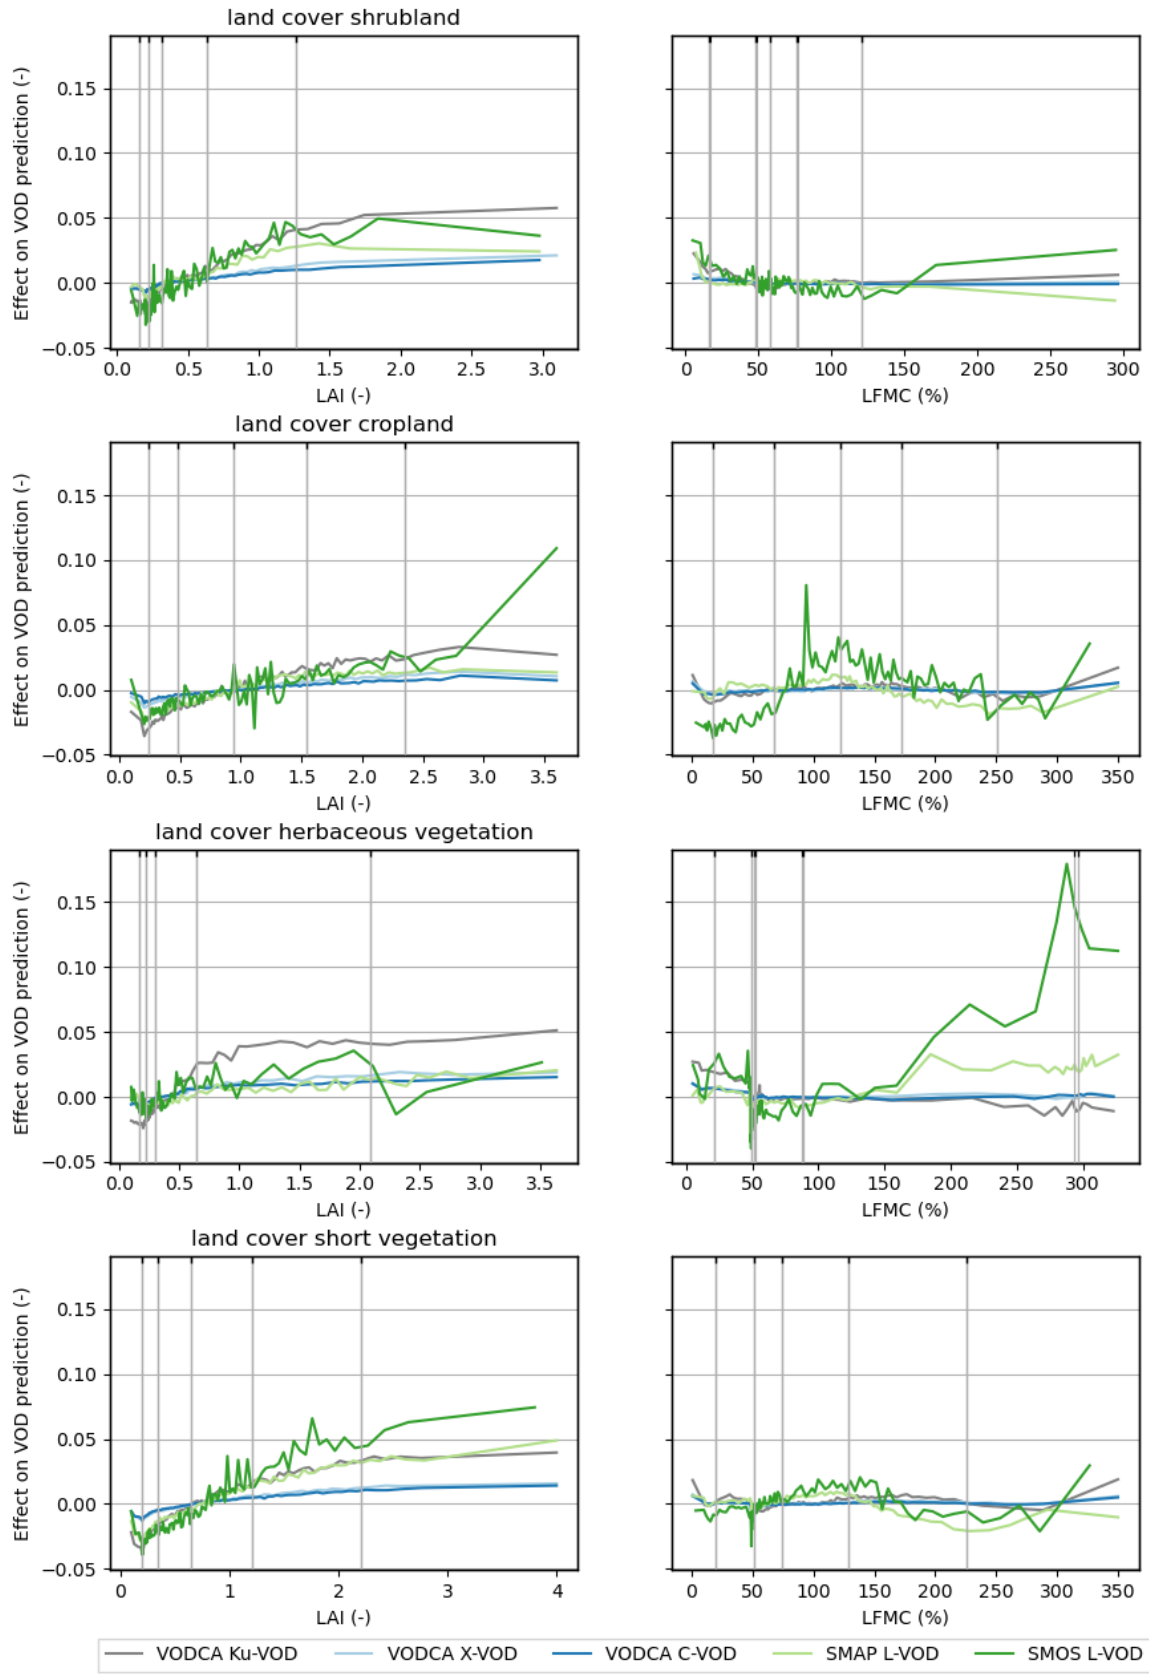 land cover shrubland
Effect on VOD prediction (-)
0.15
0.10
0.05
0.00
−0.05
0.0 0.5 1.0 1.5 2.0 2.5 3.0
LAI (-)
0 50 100 150 200 250 300
LFMC (%)
land cover cropland
Effect on VOD prediction (-)
0.15
0.10
0.05
0.00
−0.05
0.0 0.5 1.0 1.5 2.0 2.5 3.0 3.5
LAI (-)
0 50 100 150 200 250 300 350
LFMC (%)
land cover herbaceous vegetation
Effect on VOD prediction (-)
0.15
0.10
0.05
0.00
−0.05
0.0 0.5 1.0 1.5 2.0 2.5 3.0 3.5
LAI (-)
0 50 100 150 200 250 300
LFMC (%)
land cover short vegetation
Effect on VOD prediction (-)
0.15
0.10
0.05
0.00
−0.05
0 1 2 3 4
LAI (-)
0 50 100 150 200 250 300 350
LFMC (%)
VODCA Ku-VOD VODCA X-VOD VODCA C-VOD SMAP L-VOD SMOS L-VOD